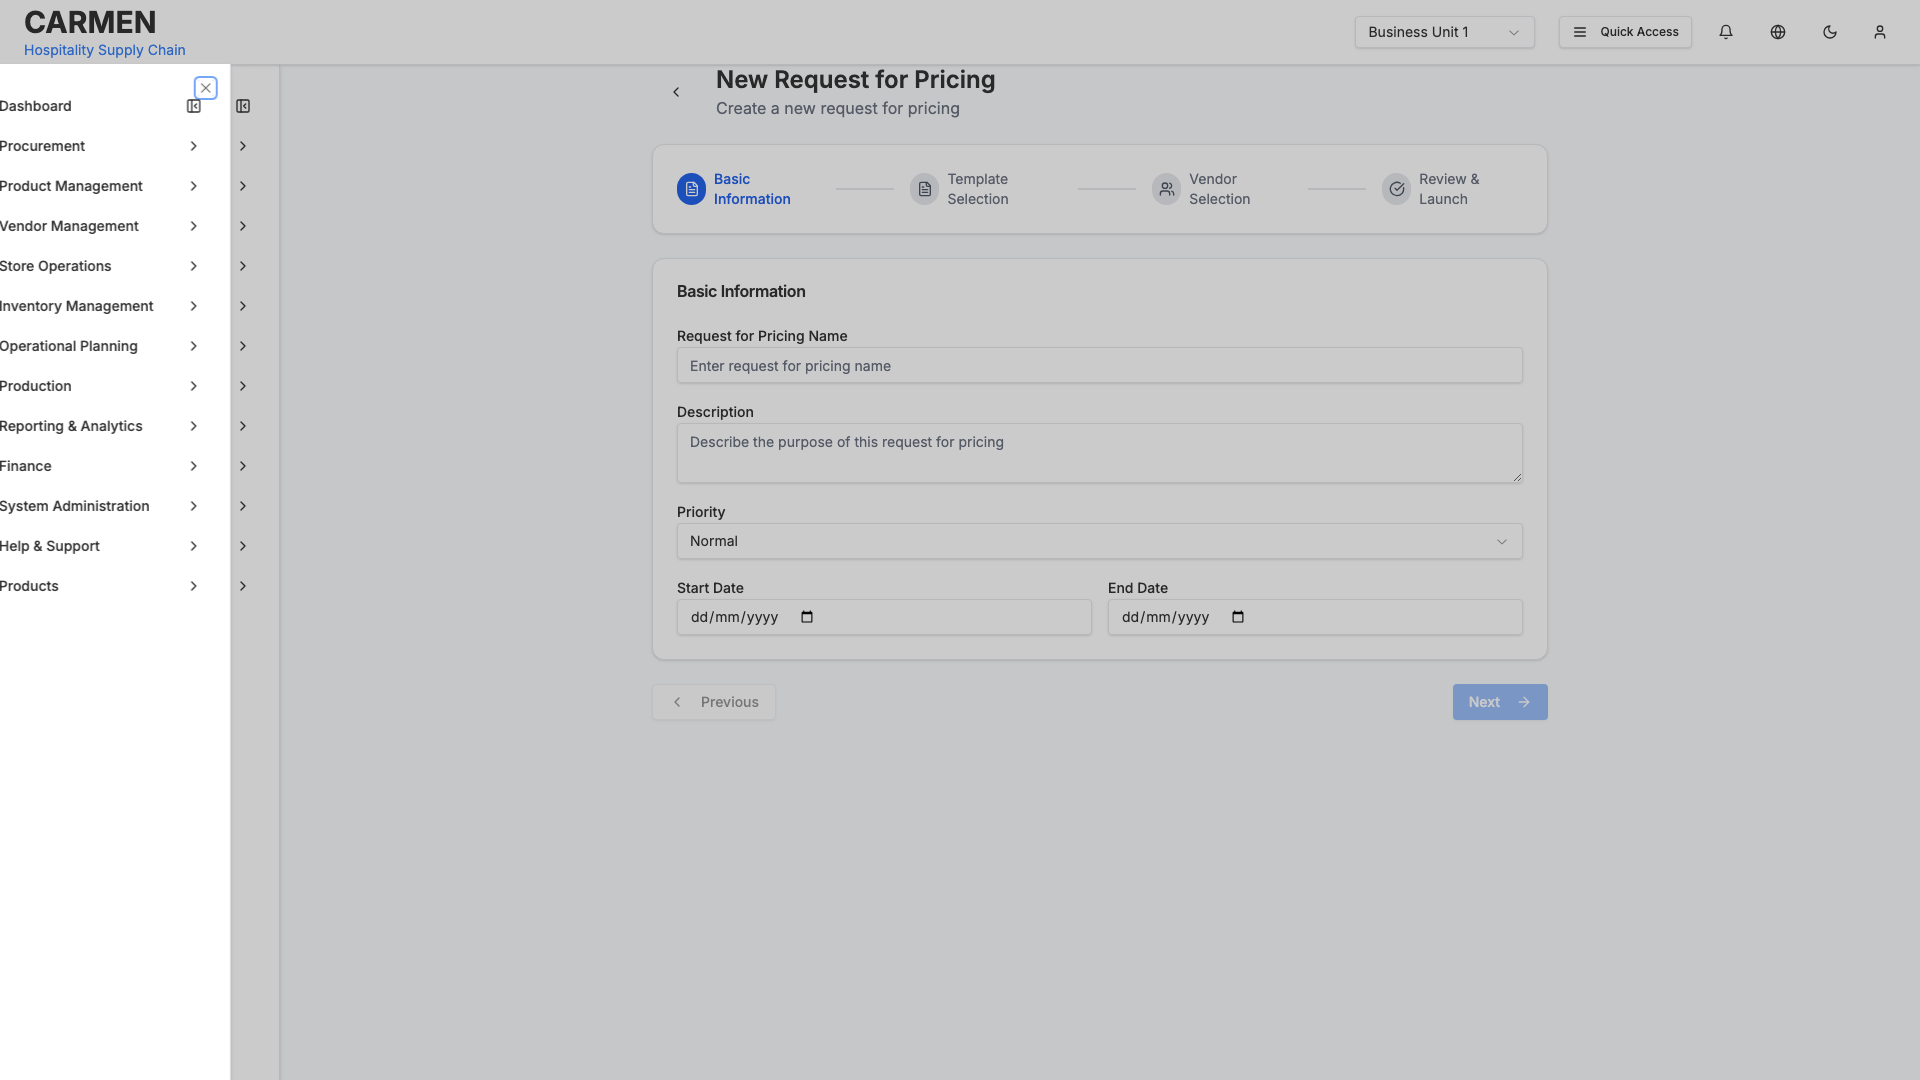 CARMEN
Hospitality Supply Chain
Business Unit 1
Quick Access
Dashboard
Procurement
Product Management
Vendor Management
Store Operations
Inventory Management
Operational Planning
Production
Reporting & Analytics
Finance
System Administration
Help & Support
Products
New Request for Pricing
Create a new request for pricing
Basic
Information
Template
Selection
Vendor
Selection
Review &
Launch
Basic Information
Request for Pricing Name
Enter request for pricing name
Description
Describe the purpose of this request for pricing
Priority
Normal
Start Date
End Date
dd/mm/yyyy
dd/mm/yyyy
Previous
Next